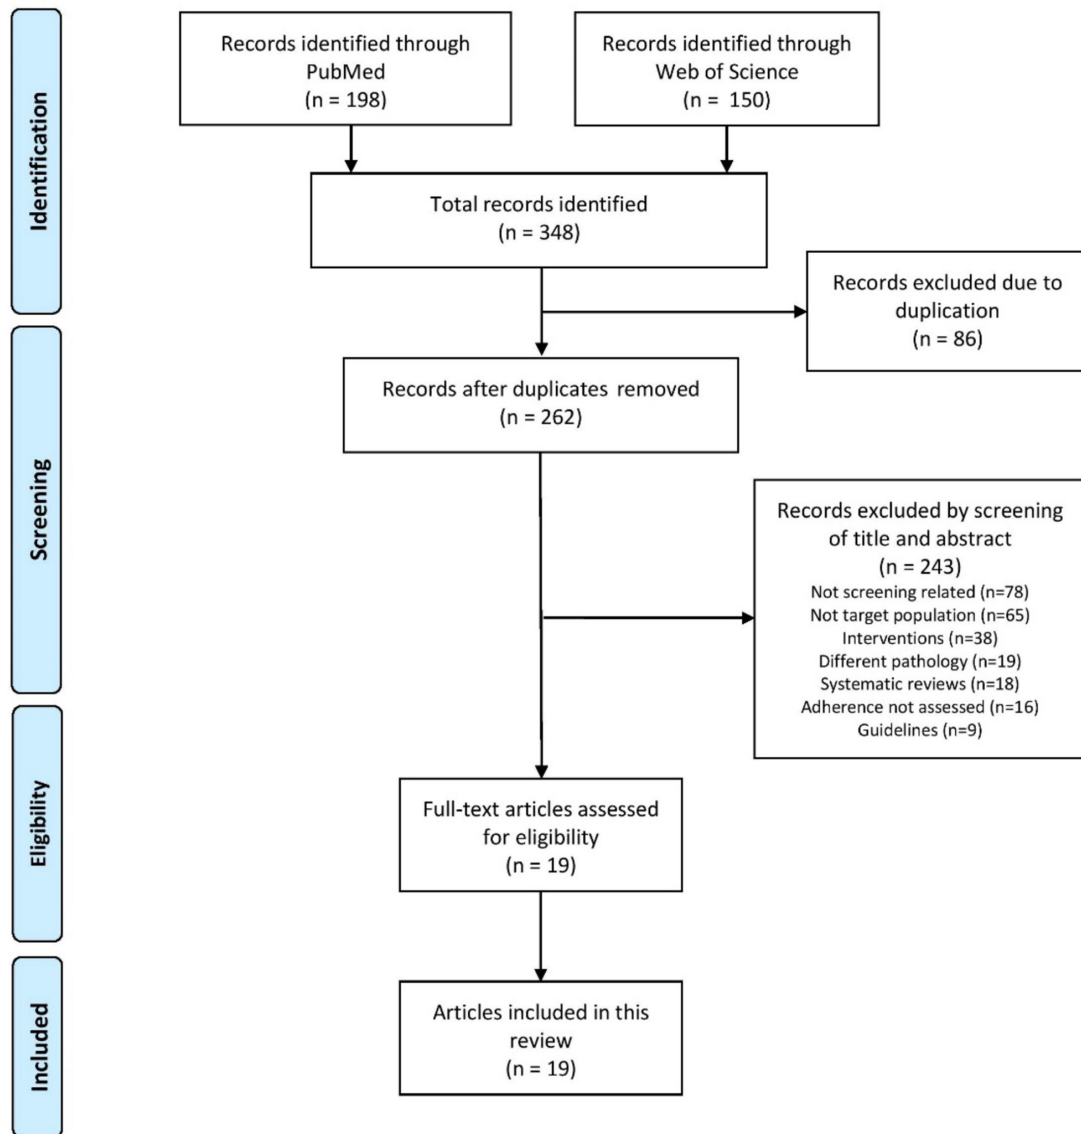 Identification
Records identified through
PubMed
(n = 198)
Records identified through
Web of Science
(n = 150)
Total records identified
(n = 348)
Records excluded due to
duplication
(n = 86)
Screening
Records after duplicates removed
(n = 262)
Records excluded by screening
of title and abstract
(n = 243)
Not screening related (n=78)
Not target population (n=65)
Interventions (n=38)
Different pathology (n=19)
Systematic reviews (n=18)
Adherence not assessed (n=16)
Guidelines (n=9)
Eligibility
Full-text articles assessed
for eligibility
(n = 19)
Included
Articles included in this
review
(n = 19)